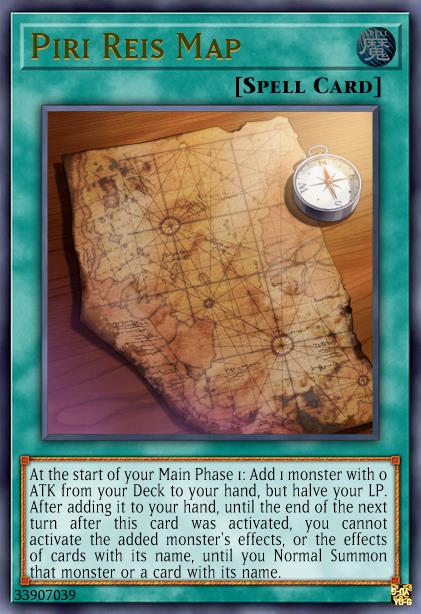 Piri Reis Map
魔
[Spell Card]
N
At the start of your Main Phase 1: Add 1 monster with 0
ATK from your Deck to your hand, but halve your LP.
After adding it to your hand, until the end of the next
turn after this card was activated, you cannot
activate the added monster's effects, or the effects
of cards with its name, until you Normal Summon
that monster or a card with its name.
33907039